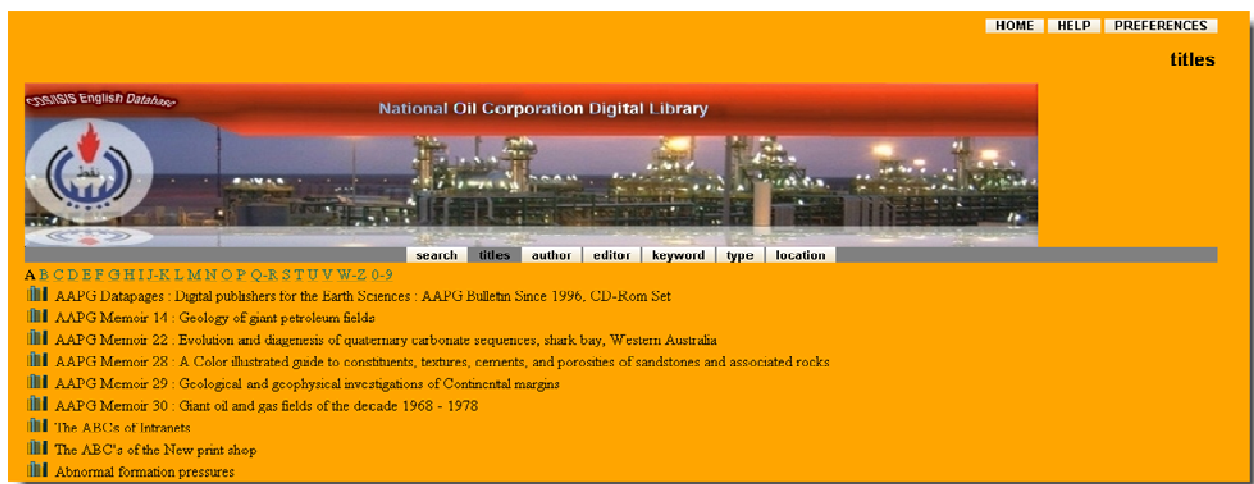 HOME HELP PREFERENCES
titles
CDS/ISIS English Database
National Oil Corporation Digital Library
search titles author editor keyword type location
A B C D E F G H I J-K L M N O P Q-R S T U V W-Z 0-9
AAPG Datapages : Digital publishers for the Earth Sciences : AAPG Bulletin Since 1996, CD-Rom Set
AAPG Memoir 14 : Geology of giant petroleum fields
AAPG Memoir 22 : Evolution and diagenesis of quaternary carbonate sequences, shark bay, Western Australia
AAPG Memoir 28 : A Color illustrated guide to constituents, textures, cements, and porosities of sandstones and associated rocks
AAPG Memoir 29 : Geological and geophysical investigations of Continental margins
AAPG Memoir 30 : Giant oil and gas fields of the decade 1968 - 1978
The ABCs of Intranets
The ABC's of the New print shop
Abnormal formation pressures